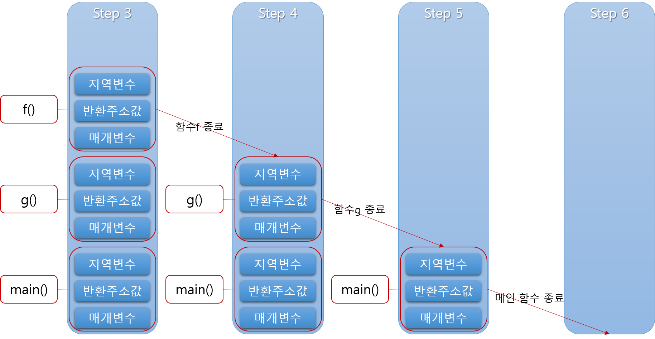 Step 3
Step 4
Step 5
Step 6
f()
지역변수
반환주소값
매개변수
함수f 종료
g()
지역변수
반환주소값
매개변수
g()
지역변수
반환주소값
매개변수
함수g 종료
main()
지역변수
반환주소값
매개변수
main()
지역변수
반환주소값
매개변수
main()
지역변수
반환주소값
매개변수
메인 함수 종료